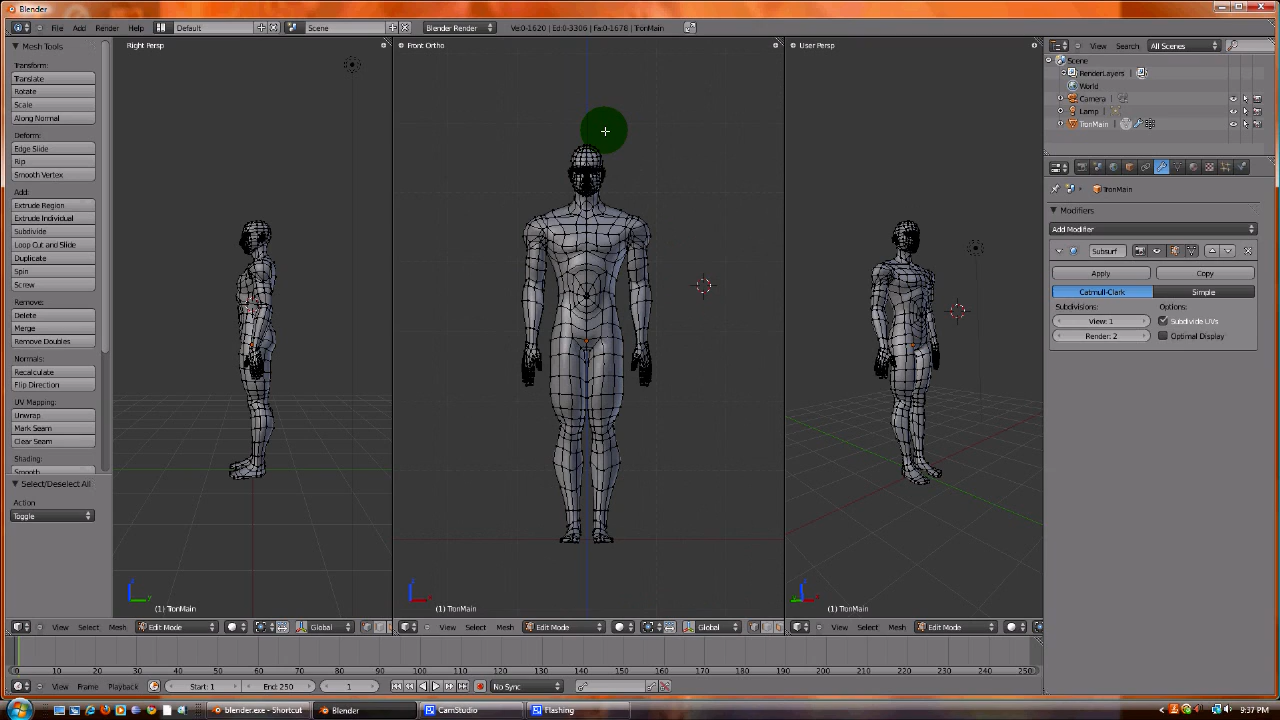 Blender
File Add Render Help Default Scene Blender Render Ve:0-1620 | Ed:0-3306 | Fa:0-1678 | TronMain
Mesh Tools
Transform:
Translate
Rotate
Scale
Along Normal
Deform:
Edge Slide
Rip
Smooth Vertex
Add:
Extrude Region
Extrude Individual
Subdivide
Loop Cut and Slide
Duplicate
Spin
Screw
Remove:
Delete
Merge
Remove Doubles
Normals:
Recalculate
Flip Direction
UV Mapping:
Unwrap
Mark Seam
Clear Seam
Shading:
Smooth
Select/Deselect All
Action
Toggle
Right Persp
(1) TronMain
View Select Mesh Edit Mode Global
Front Ortho
(1) TronMain
View Select Mesh Edit Mode Global
User Persp
(1) TronMain
View Select Mesh Edit Mode
View Search All Scenes
Scene
RenderLayers
World
Camera
Lamp
TronMain
TronMain
Modifiers
Add Modifier
Subsurf
Apply Copy
Catmull-Clark Simple
Subdivisions: Options:
View: 1 Subdivide UVs
Render: 2 Optimal Display
0 10 20 30 40 50 60 70 80 90 100 110 120 130 140 150 160 170 180 190 200 210 220 230 240 250
View Frame Playback Start: 1 End: 250 1 No Sync
blender.exe - Shortcut Blender CamStudio Flashing 9:37 PM